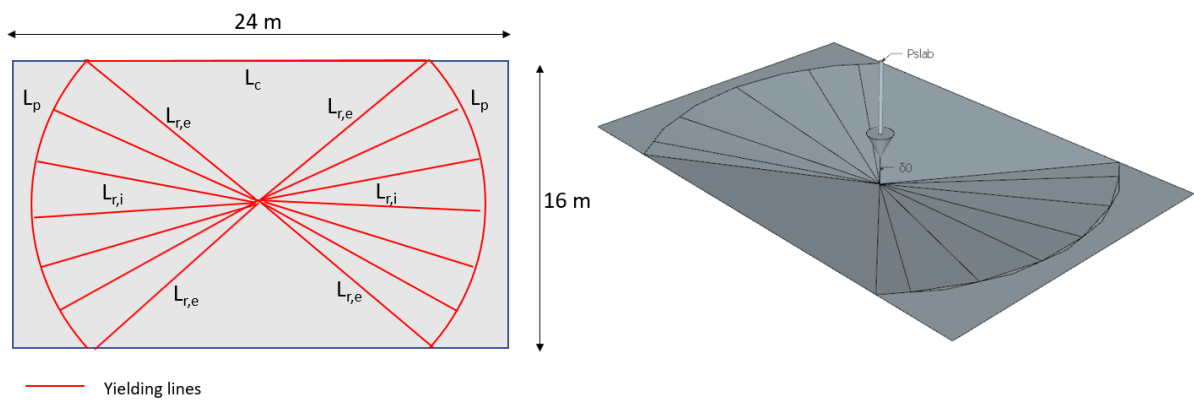 24 m
Lc
Lp
Lr,e
Lr,e
Lp
Lr,i
Lr,i
16 m
Lr,e
Lr,e
Yielding lines
Pslab
δ0